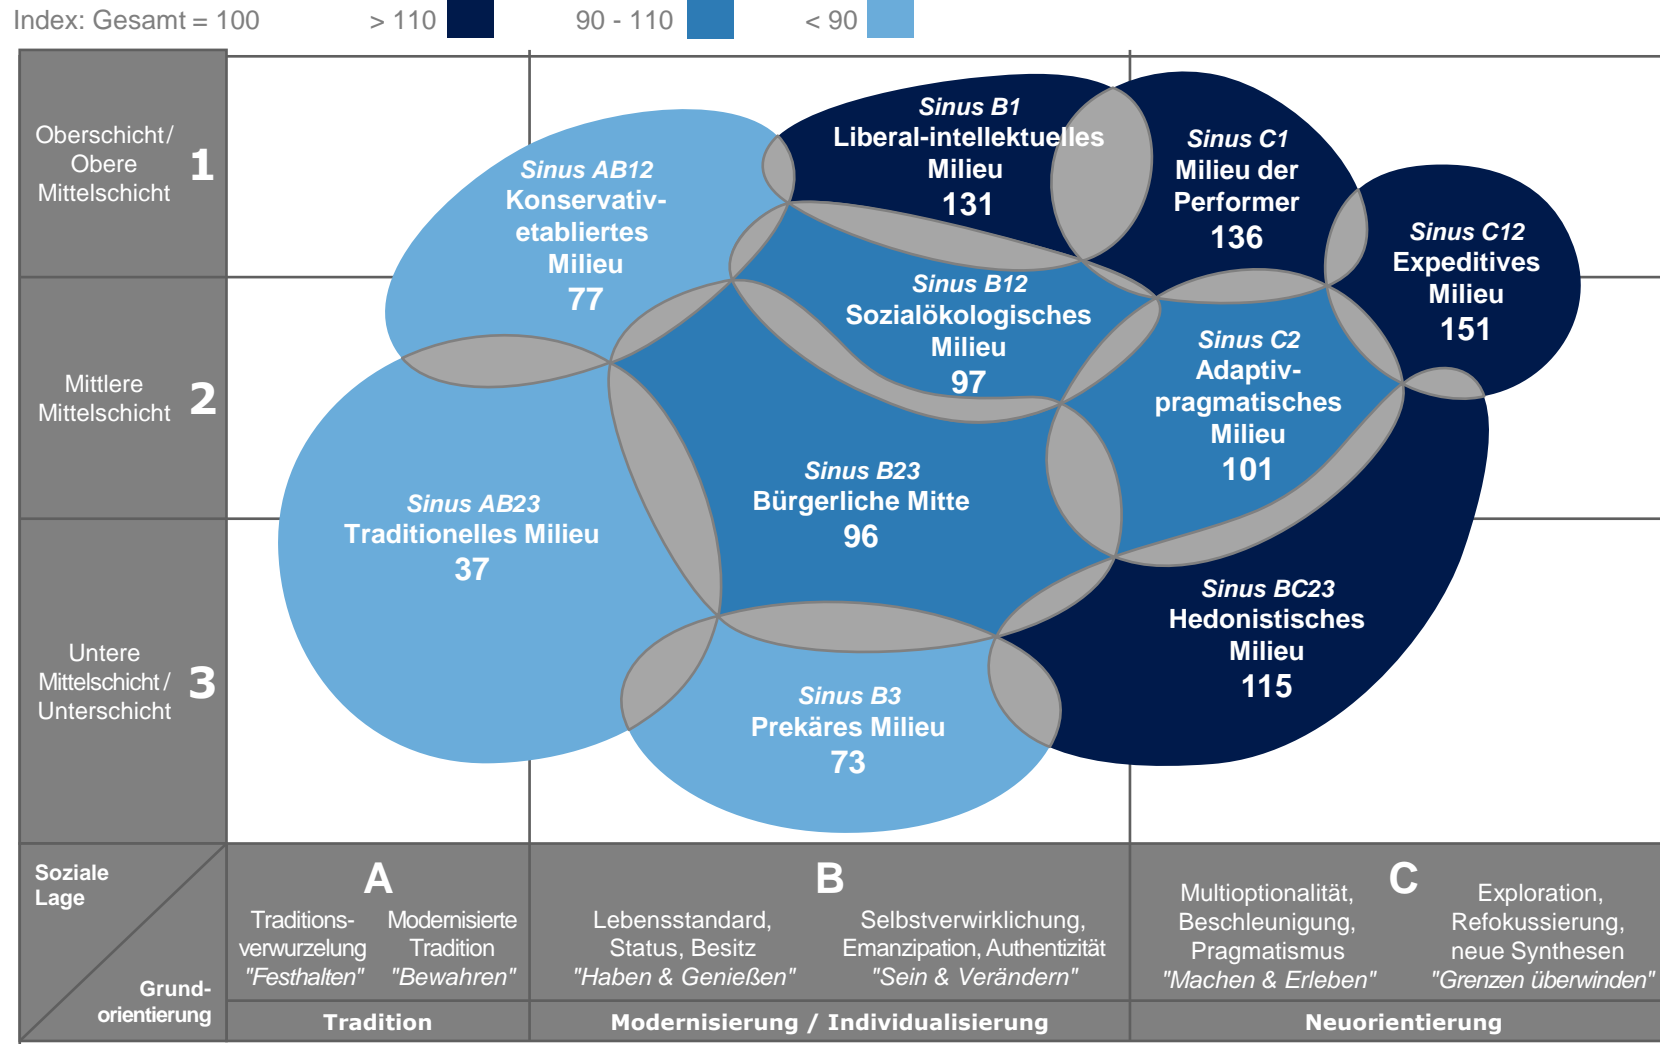 Index: Gesamt = 100 > 110 90 - 110 < 90
Oberschicht/
Obere
Mittelschicht
1
Mittlere
Mittelschicht
2
Untere
Mittelschicht/
Unterschicht
3
Sinus AB12
Konservativ-
etabliertes
Milieu
77
Sinus B1
Liberal-intellektuelles
Milieu
131
Sinus C1
Milieu der
Performer
136
Sinus C12
Expeditives
Milieu
151
Sinus B12
Sozialökologisches
Milieu
97
Sinus C2
Adaptiv-
pragmatisches
Milieu
101
Sinus AB23
Traditionelles Milieu
37
Sinus B23
Bürgerliche Mitte
96
Sinus BC23
Hedonistisches
Milieu
115
Sinus B3
Prekäres Milieu
73
Soziale
Lage
Grund-
orientierung
A
Traditions-
verwurzelung
"Festhalten"
Modernisierte
Tradition
"Bewahren"
B
Lebensstandard,
Status, Besitz
"Haben & Genießen"
Selbstverwirklichung,
Emanzipation, Authentizität
"Sein & Verändern"
C
Multioptionalität,
Beschleunigung,
Pragmatismus
"Machen & Erleben"
Exploration,
Refokussierung,
neue Synthesen
"Grenzen überwinden"
Tradition
Modernisierung / Individualisierung
Neuorientierung